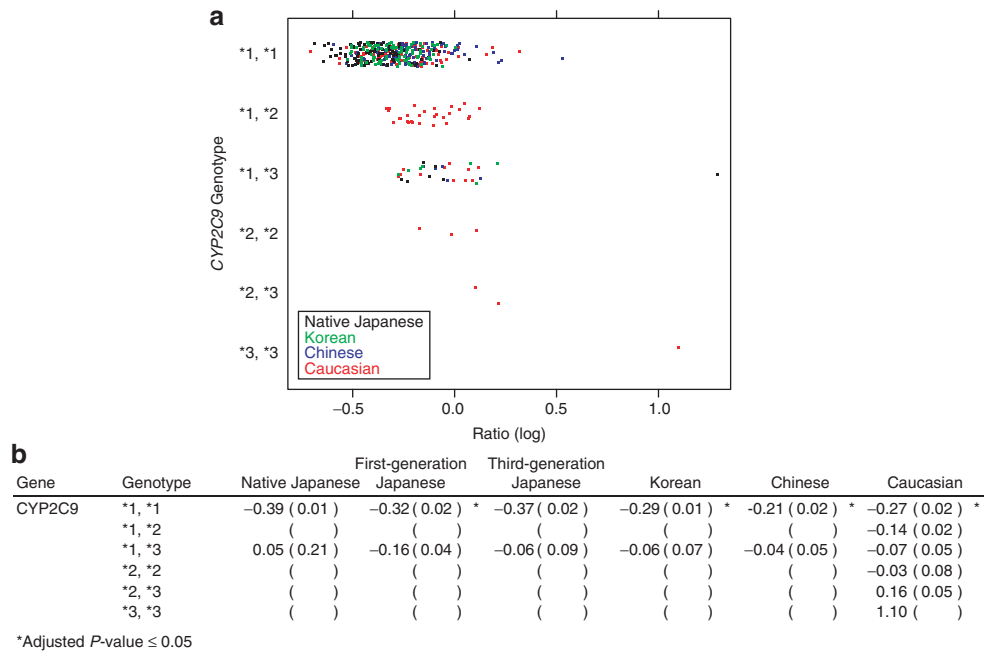 a
*1, *1
*1, *2
*1, *3
*2, *2
*2, *3
*3, *3
CYP2C9 Genotype
Native Japanese
Korean
Chinese
Caucasian
−0.5 0.0 0.5 1.0
Ratio (log)
b
First-generation Third-generation
Gene Genotype Native Japanese Japanese Japanese Korean Chinese Caucasian
CYP2C9 *1, *1 −0.39 ( 0.01 ) −0.32 ( 0.02 ) * −0.37 ( 0.02 ) −0.29 ( 0.01 ) * -0.21 ( 0.02 ) * −0.27 ( 0.02 ) *
*1, *2 ( ) ( ) ( ) ( ) ( ) −0.14 ( 0.02 )
*1, *3 0.05 ( 0.21 ) −0.16 ( 0.04 ) −0.06 ( 0.09 ) −0.06 ( 0.07 ) −0.04 ( 0.05 ) −0.07 ( 0.05 )
*2, *2 ( ) ( ) ( ) ( ) ( ) −0.03 ( 0.08 )
*2, *3 ( ) ( ) ( ) ( ) ( ) 0.16 ( 0.05 )
*3, *3 ( ) ( ) ( ) ( ) ( ) 1.10 ( )
*Adjusted P-value ≤ 0.05